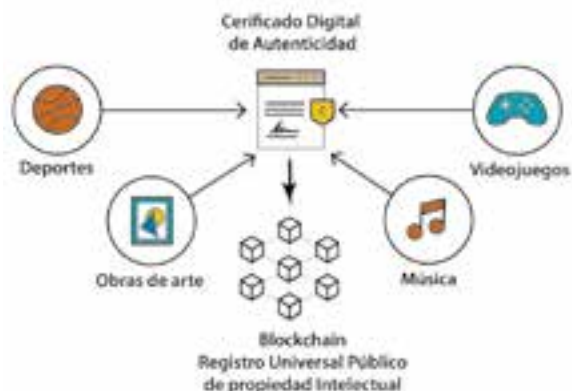 Cerificado Digital
de Autenticidad
Deportes
Videojuegos
Obras de arte
Música
Blockchain
Registro Universal Público
de propiedad Intelectual